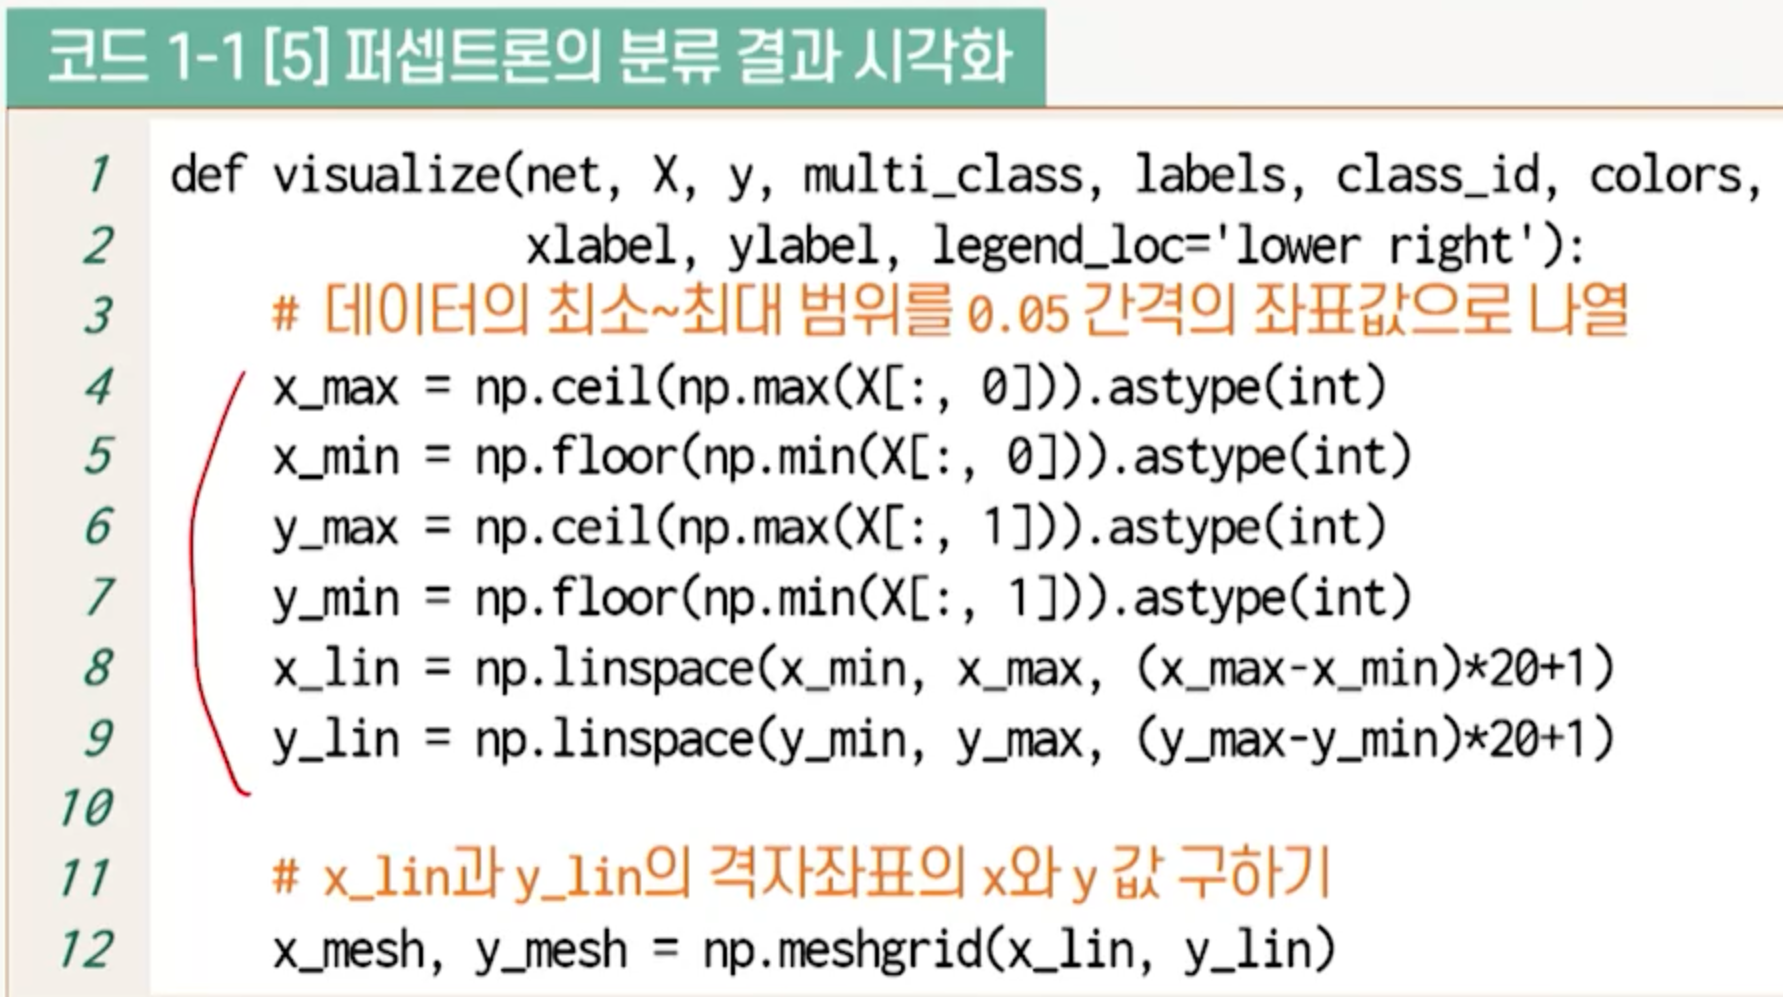 코드 1-1 [5] 퍼셉트론의 분류 결과 시각화
1 def visualize(net, X, y, multi_class, labels, class_id, colors,
2 xlabel, ylabel, legend_loc='lower right'):
3 # 데이터의 최소~최대 범위를 0.05 간격의 좌표값으로 나열
4 x_max = np.ceil(np.max(X[:, 0])).astype(int)
5 x_min = np.floor(np.min(X[:, 0])).astype(int)
6 y_max = np.ceil(np.max(X[:, 1])).astype(int)
7 y_min = np.floor(np.min(X[:, 1])).astype(int)
8 x_lin = np.linspace(x_min, x_max, (x_max-x_min)*20+1)
9 y_lin = np.linspace(y_min, y_max, (y_max-y_min)*20+1)
10
11 # x_lin과 y_lin의 격자좌표의 x와 y 값 구하기
12 x_mesh, y_mesh = np.meshgrid(x_lin, y_lin)